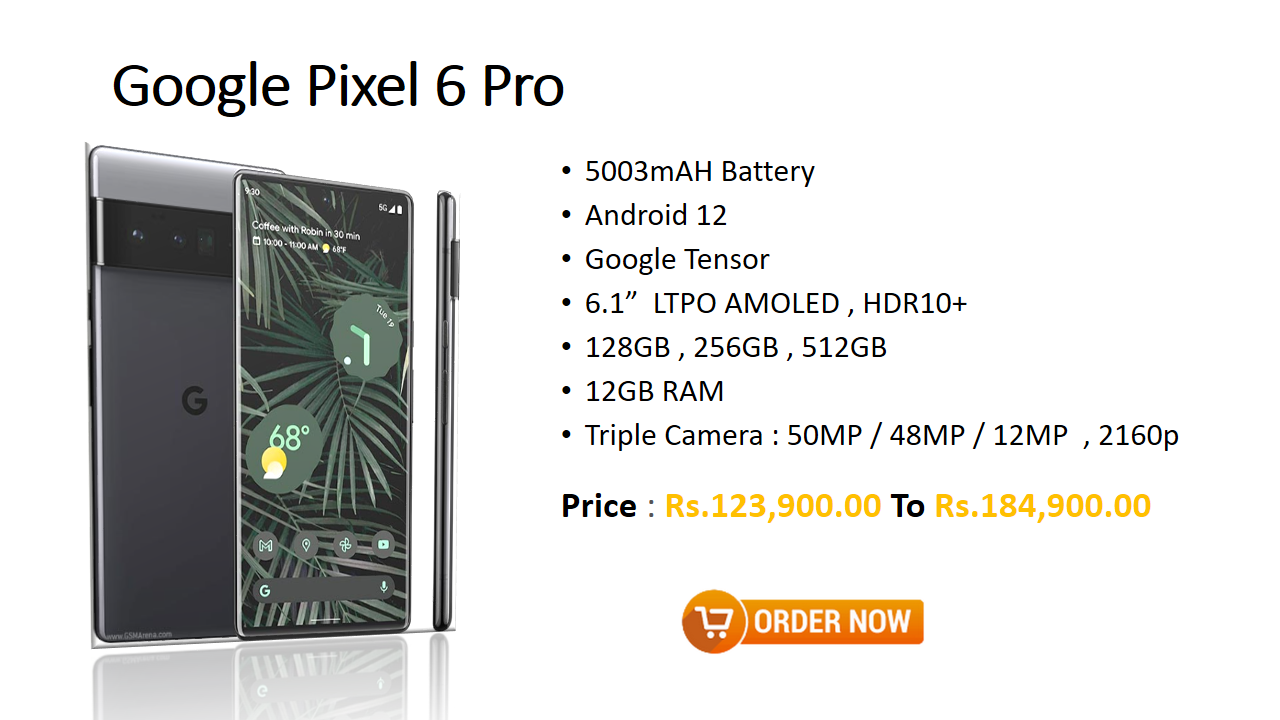 Google Pixel 6 Pro
9:30
5G
Coffee with Robin in 30 min
10:00 - 11:00 AM 68°F
Tue 19
68°
G
G
www.GSMArena.com
• 5003mAH Battery
• Android 12
• Google Tensor
• 6.1” LTPO AMOLED , HDR10+
• 128GB , 256GB , 512GB
• 12GB RAM
• Triple Camera : 50MP / 48MP / 12MP , 2160p
Price : Rs.123,900.00 To Rs.184,900.00
ORDER NOW